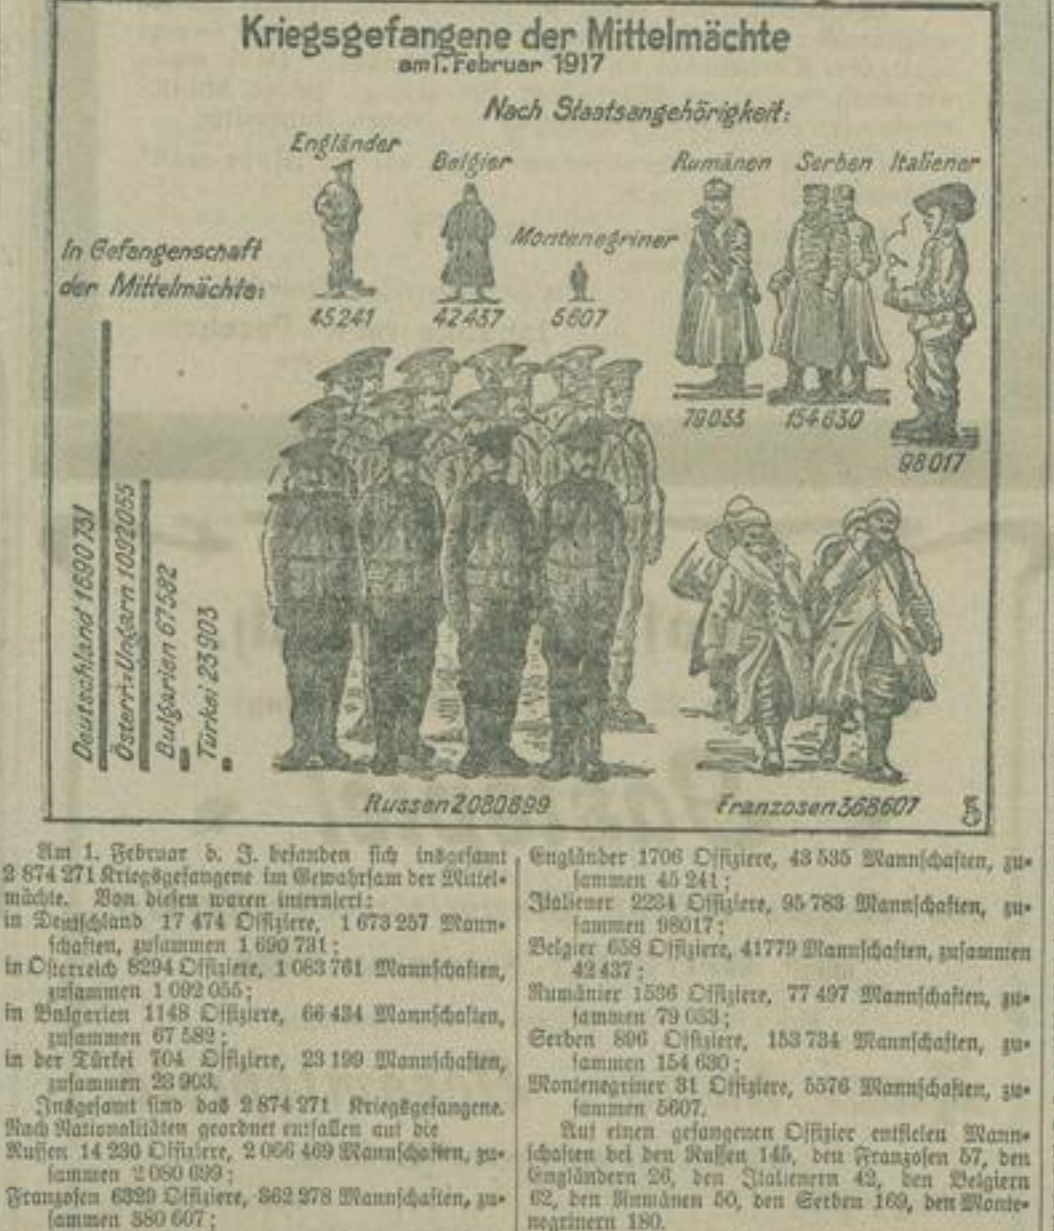 Kriegsgefangene der Mittelmächte
am 1. Februar 1917
Nach Staatsangehörigkeit:
Engländer
Belgier
Montenegriner
Rumänen
Serben
Italiener
In Gefangenschaft
der Mittelmächte:
45241
42437
5607
79033
154630
98017
Deutschland 1690731
Österr.-Ungarn 1092055
Bulgarien 67582
Türkei 23903
Russen 2080699
Franzosen 368607
Am 1. Februar d. J. befanden sich insgesamt
2 874 271 Kriegsgefangene im Gewahrsam der Mittel-
mächte. Von diesen waren interniert:
in Deutschland 17 474 Offiziere, 1 673 257 Mann-
schaften, zusammen 1 690 731;
in Österreich 8294 Offiziere, 1 083 761 Mannschaften,
zusammen 1 092 055;
in Bulgarien 1148 Offiziere, 66 434 Mannschaften,
zusammen 67 582;
in der Türkei 704 Offiziere, 23 199 Mannschaften,
zusammen 23 903.
Insgesamt sind das 2 874 271 Kriegsgefangene.
Nach Nationalitäten geordnet entfallen auf die
Russen 14 230 Offiziere, 2 066 469 Mannschaften, zu-
sammen 2 080 699;
Franzosen 6329 Offiziere, 362 278 Mannschaften, zu-
sammen 380 607;
Engländer 1706 Offiziere, 43 535 Mannschaften, zu-
sammen 45 241;
Italiener 2234 Offiziere, 95 783 Mannschaften, zu-
sammen 98017;
Belgier 658 Offiziere, 41779 Mannschaften, zusammen
42 437;
Rumänier 1536 Offiziere, 77 497 Mannschaften, zu-
sammen 79 033;
Serben 896 Offiziere, 153 734 Mannschaften, zu-
sammen 154 630;
Montenegriner 31 Offiziere, 5576 Mannschaften, zu-
sammen 5607.
Auf einen gefangenen Offizier entfielen Mann-
schaften bei den Russen 145, den Franzosen 57, den
Engländern 26, den Italienern 42, den Belgiern
62, den Rumänen 50, den Serben 169, den Monte-
negrinern 180.